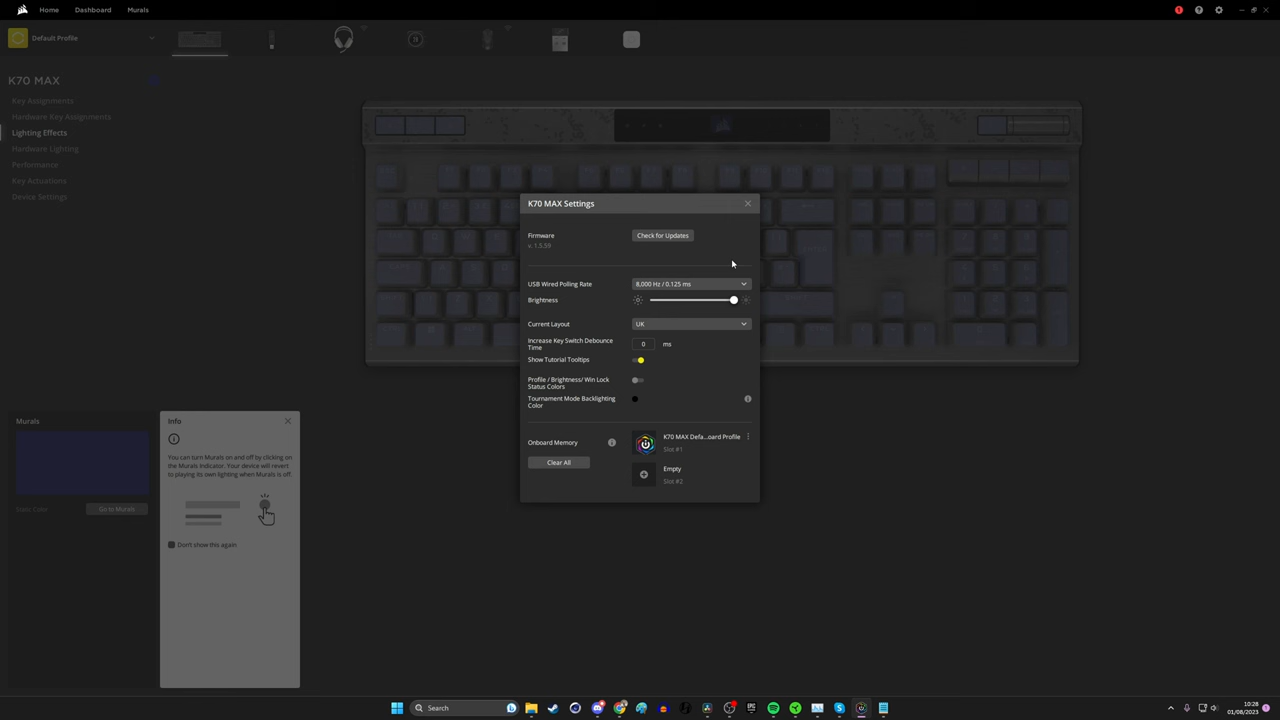 Home Dashboard Murals
Default Profile
K70 MAX
Key Assignments
Hardware Key Assignments
Lighting Effects
Hardware Lighting
Performance
Key Actuations
Device Settings
K70 MAX Settings
Firmware
v. 1.5.59
Check for Updates
USB Wired Polling Rate
8,000 Hz / 0.125 ms
Brightness
Current Layout
UK
Increase Key Switch Debounce
Time
0 ms
Show Tutorial Tooltips
Profile / Brightness/ Win Lock
Status Colors
Tournament Mode Backlighting
Color
Onboard Memory
Clear All
K70 MAX Defa...oard Profile
Slot #1
Empty
Slot #2
Murals
Static Color
Go to Murals
Info
You can turn Murals on and off by clicking on
the Murals Indicator. Your device will revert
to playing its own lighting when Murals is off.
Don't show this again.
Search
10:28
01/08/2023